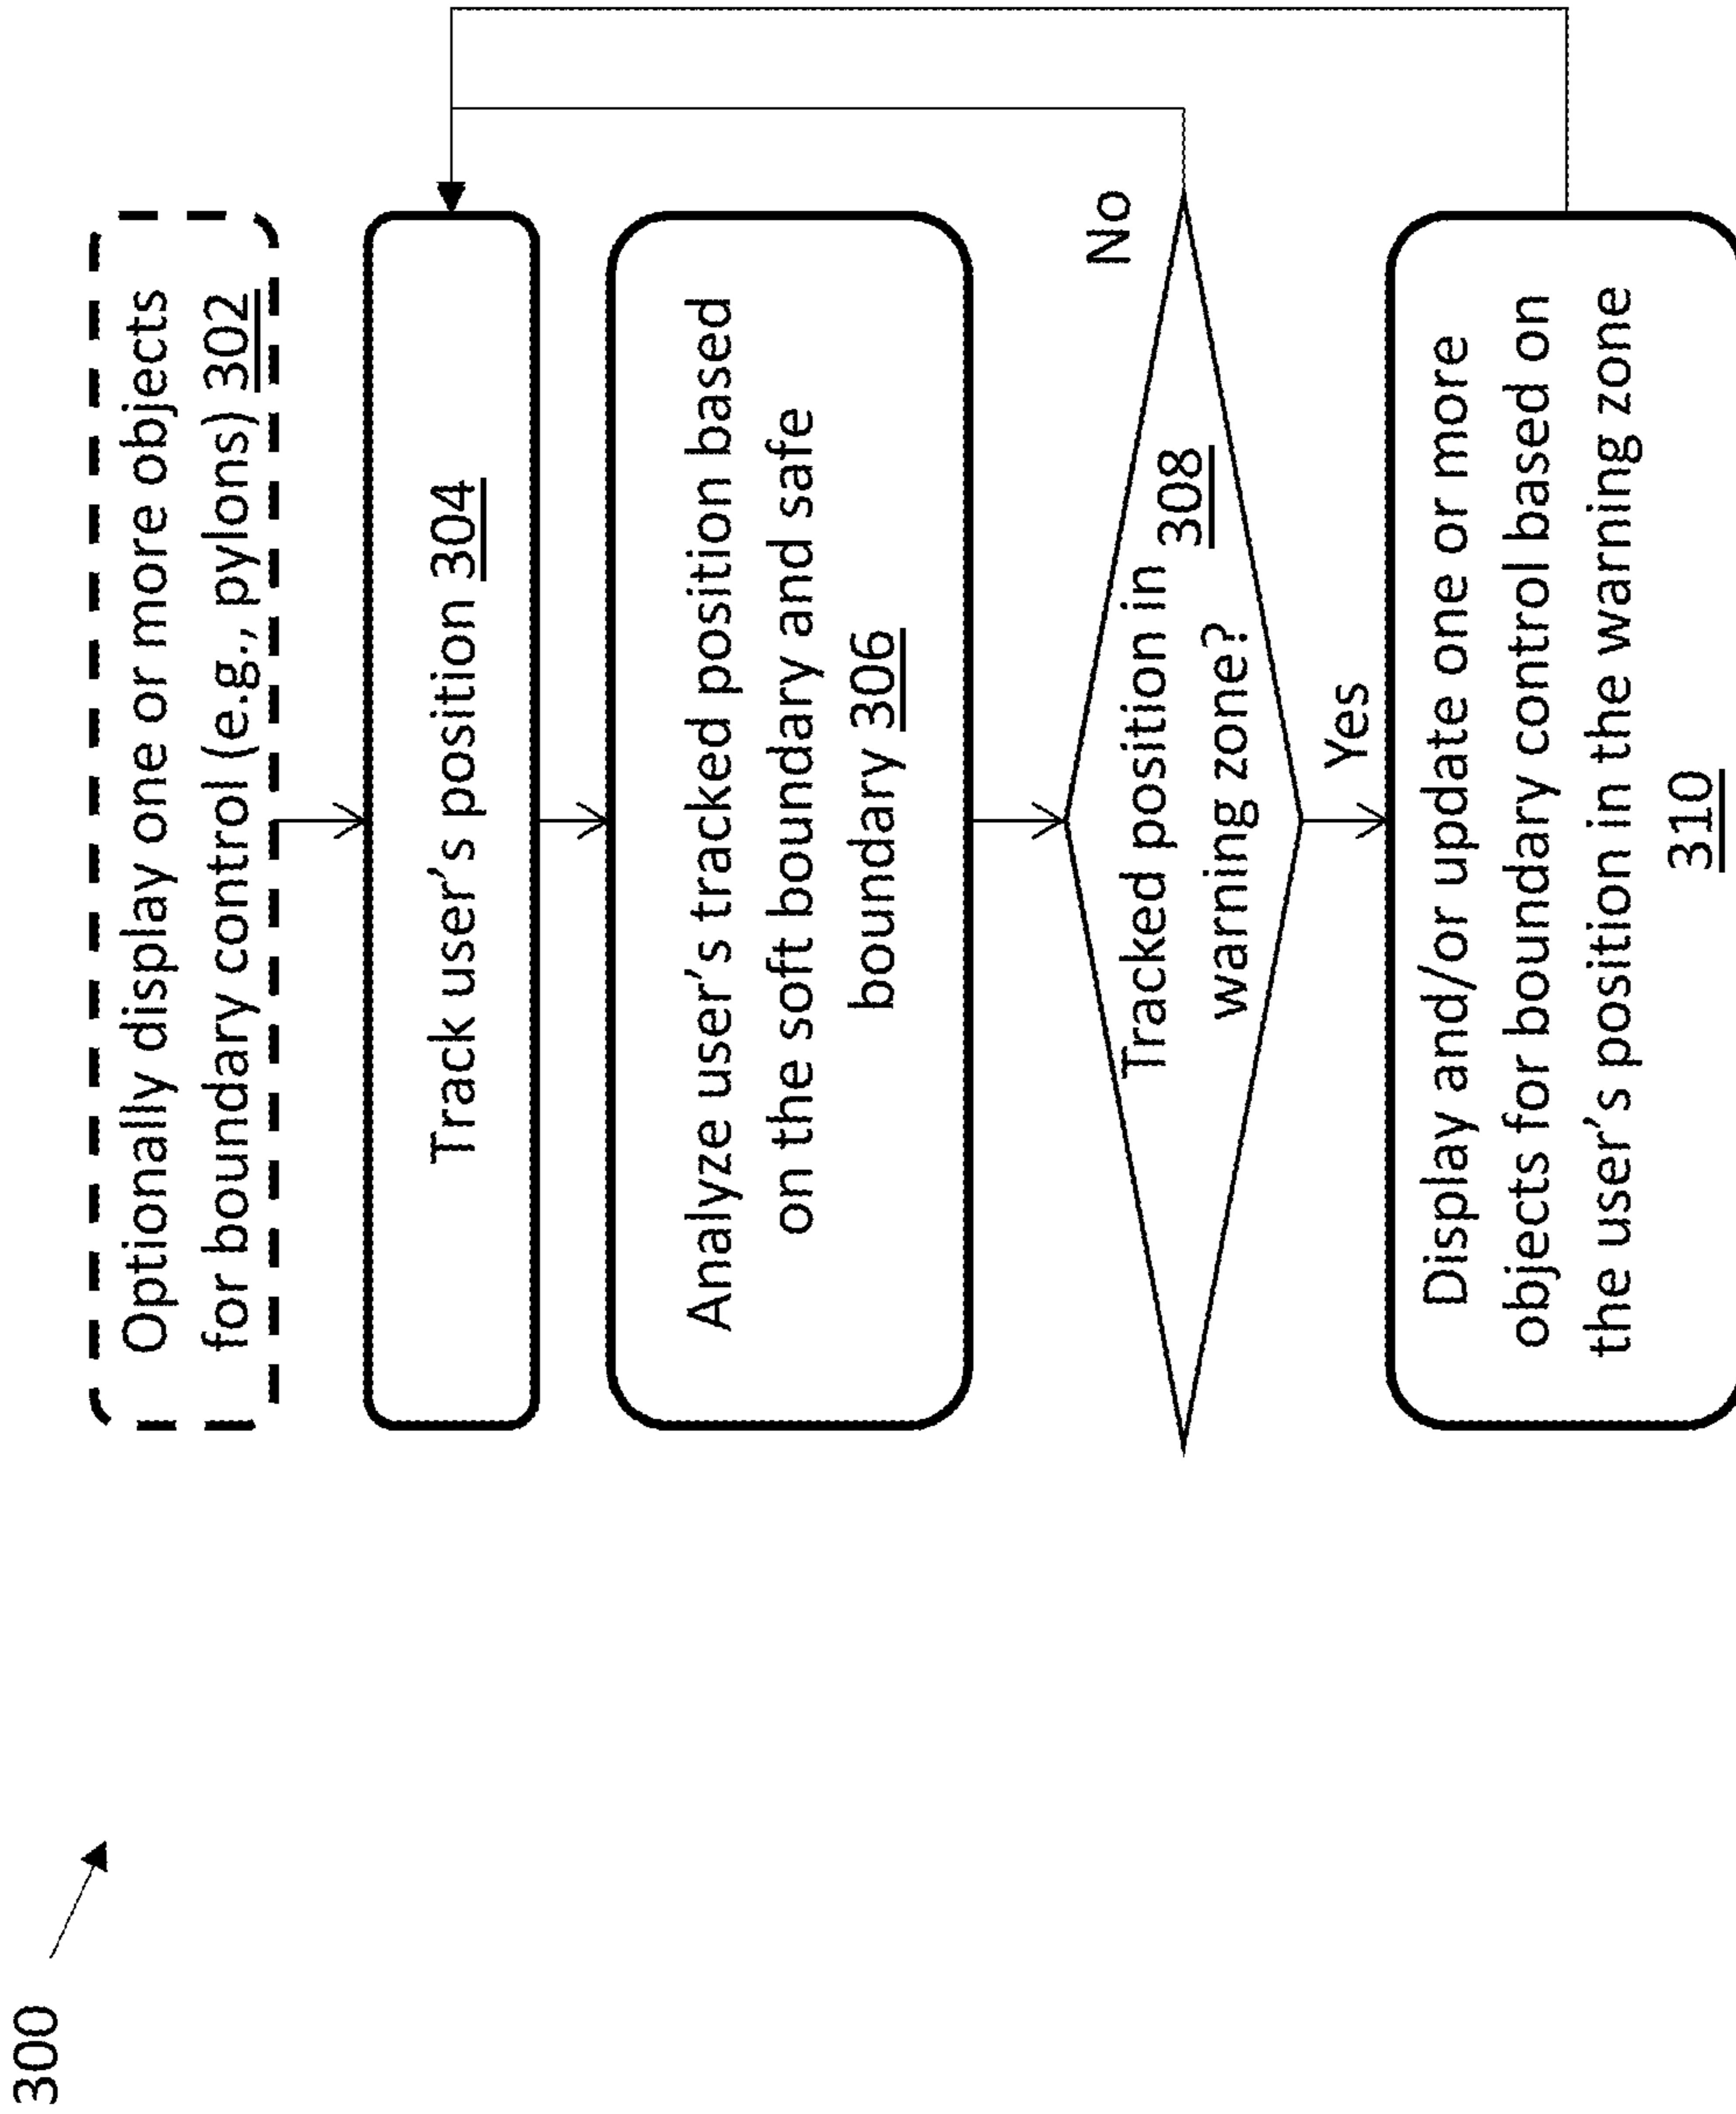 300
Optionally display one or more objects
for boundary control (e.g., pylons) 302
Track user's position 304
Analyze user's tracked position based
on the soft boundary and safe
boundary 306
Tracked position in 308
warning zone?
No
Yes
Display and/or update one or more
objects for boundary control based on
the user's position in the warning zone
310